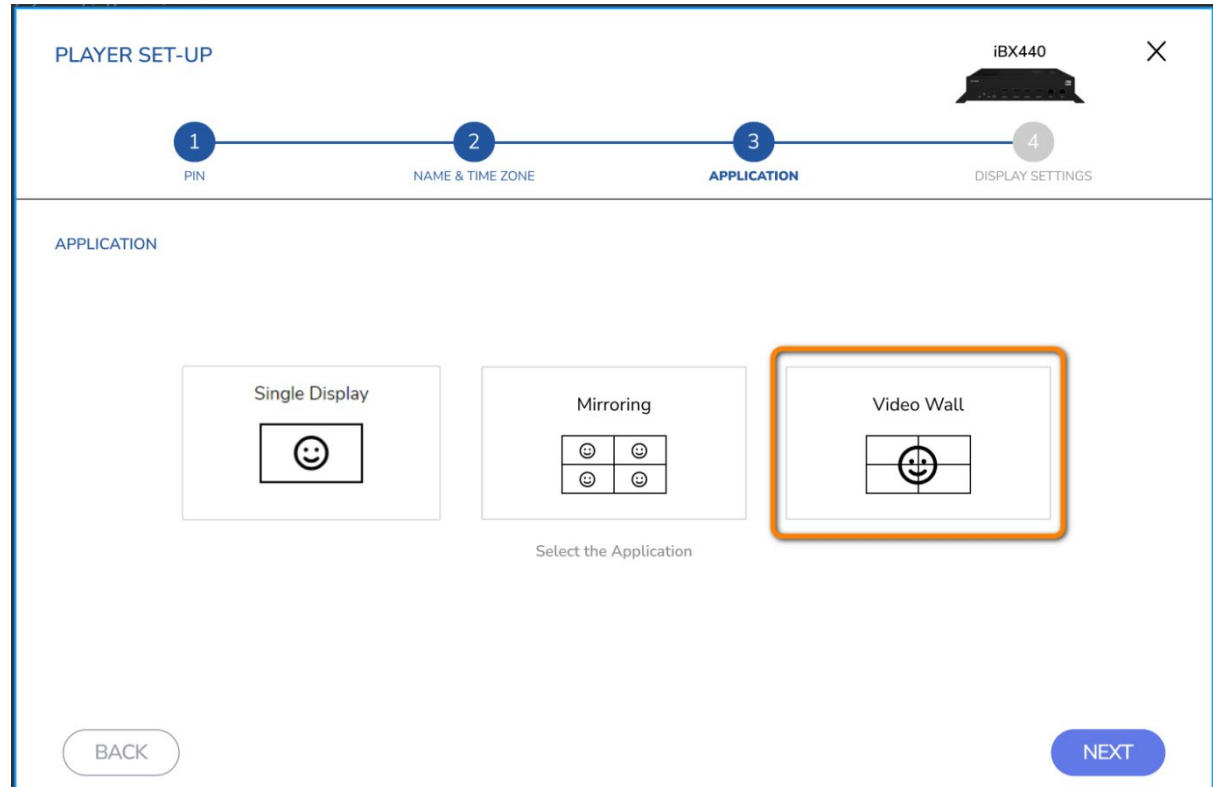 PLAYER SET-UP
iBX440
1
2
3
4
PIN
NAME & TIME ZONE
APPLICATION
DISPLAY SETTINGS
APPLICATION
Single Display
Mirroring
Video Wall
Select the Application
BACK
NEXT